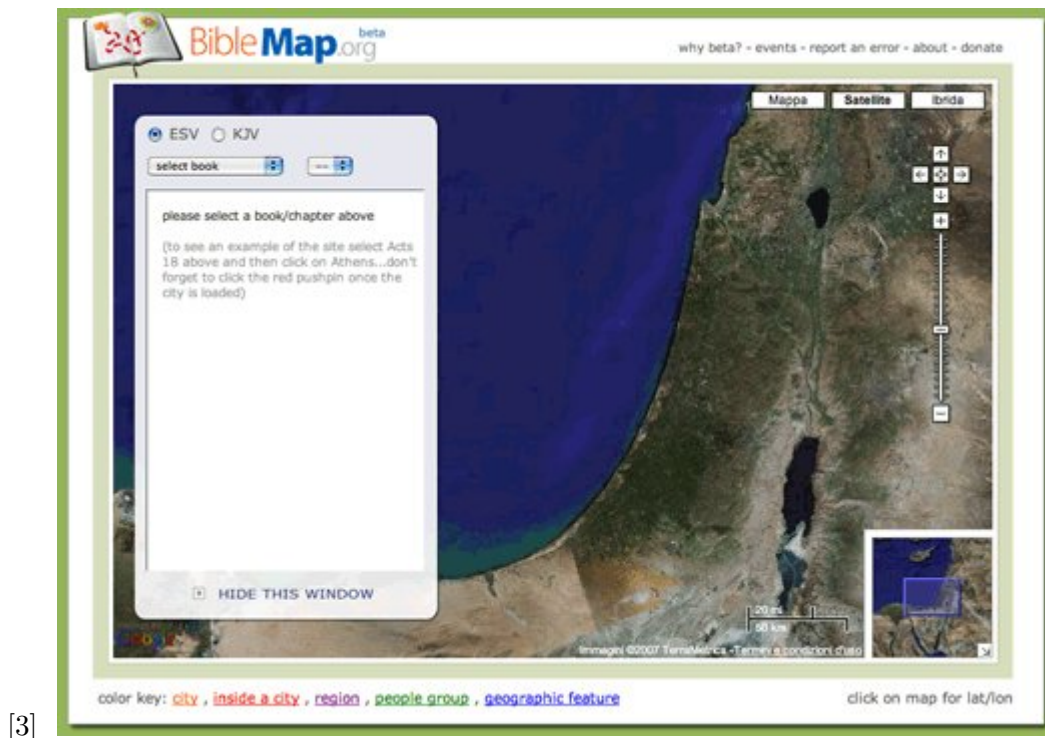 beta
BibleMap.org
why beta? - events - report an error - about - donate
Mappa Satellite Ibrida
ESV KJV
select book --
please select a book/chapter above
(to see an example of the site select Acts
18 above and then click on Athens...don't
forget to click the red pushpin once the
city is loaded)
HIDE THIS WINDOW
20 mi
50 km
Google
Immagini ©2007 TerraMetrica - Termini e condizioni d'uso
color key: city , inside a city , region , people group , geographic feature
click on map for lat/lon
[3]